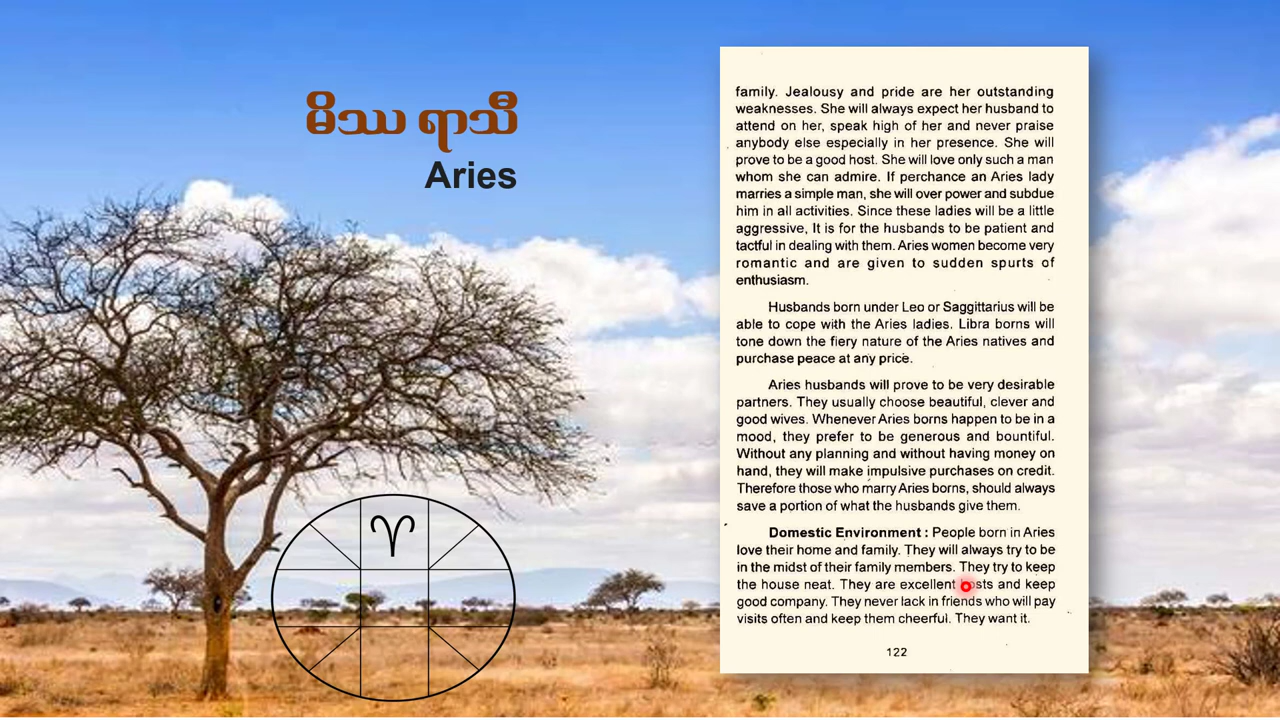 မိဿ ရာသီ
Aries
family. Jealousy and pride are her outstanding
weaknesses. She will always expect her husband to
attend on her, speak high of her and never praise
anybody else especially in her presence. She will
prove to be a good host. She will love only such a man
whom she can admire. If perchance an Aries lady
marries a simple man, she will over power and subdue
him in all activities. Since these ladies will be a little
aggressive, It is for the husbands to be patient and
tactful in dealing with them. Aries women become very
romantic and are given to sudden spurts of
enthusiasm.
Husbands born under Leo or Saggittarius will be
able to cope with the Aries ladies. Libra borns will
tone down the fiery nature of the Aries natives and
purchase peace at any price.
Aries husbands will prove to be very desirable
partners. They usually choose beautiful, clever and
good wives. Whenever Aries borns happen to be in a
mood, they prefer to be generous and bountiful.
Without any planning and without having money on
hand, they will make impulsive purchases on credit.
Therefore those who marry Aries borns, should always
save a portion of what the husbands give them.
Domestic Environment : People born in Aries
love their home and family. They will always try to be
in the midst of their family members. They try to keep
the house neat. They are excellent and keep
good company. They never lack in friends who will pay
visits often and keep them cheerful. They want it.
122
♈